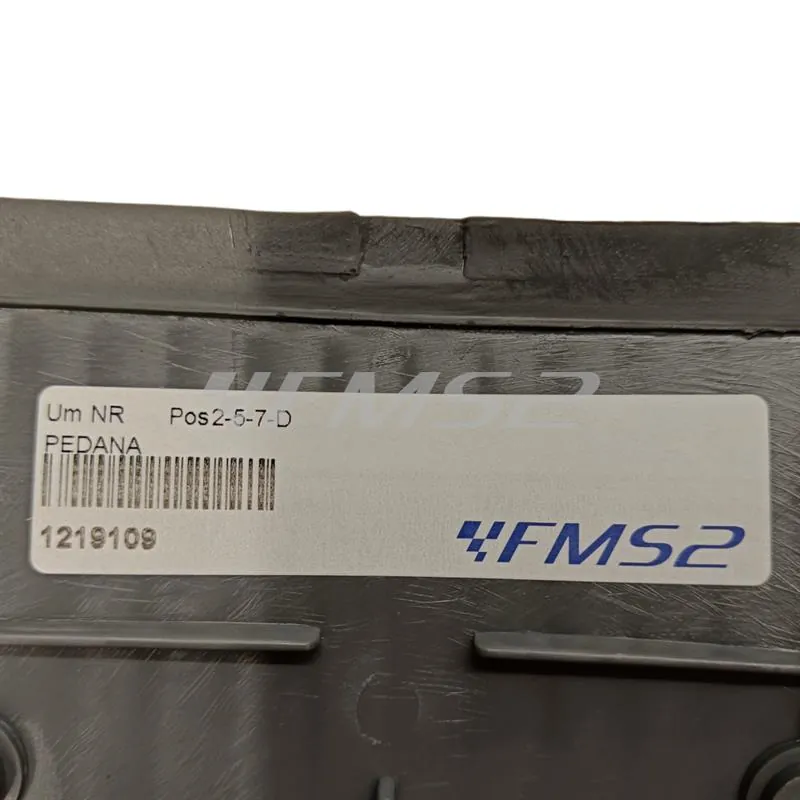 FMS2
Um NR Pos2-5-7-D
PEDANA
1219109
FMS2